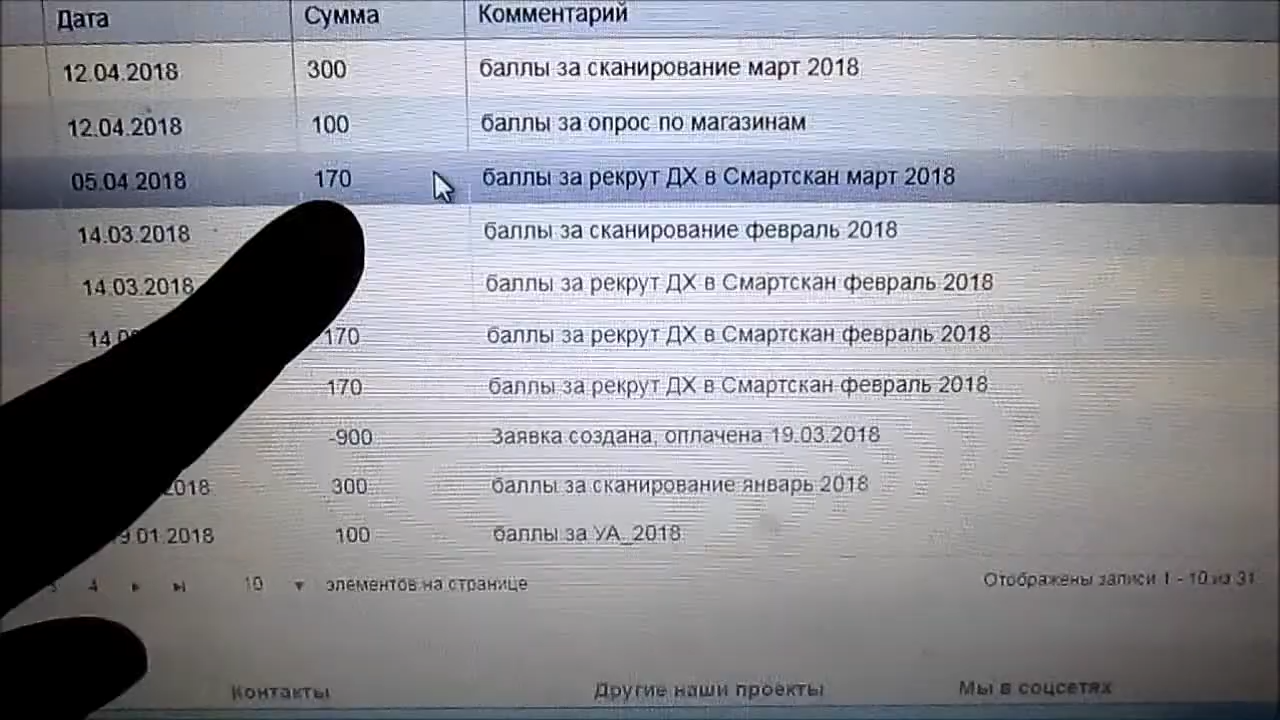 Дата Сумма Комментарий
12.04.2018 300 баллы за сканирование март 2018
12.04.2018 100 баллы за опрос по магазинам
05.04 2018 170 баллы за рекрут ДХ в Смартскан март 2018
14.03.2018 баллы за сканирование февраль 2018
14.03.2018 баллы за рекрут ДХ в Смартскан февраль 2018
170 баллы за рекрут ДХ в Смартскан февраль 2018
170 баллы за рекрут ДХ в Смартскан февраль 2018
-900 Заявка создана, оплачена 19.03.2018
2018 300 баллы за сканирование январь 2018
9.01.2018 100 баллы за УА_2018
4 10 элементов на странице Отображены записи 1 - 10 из 31
Контакты Другие наши проекты Мы в соцсетях